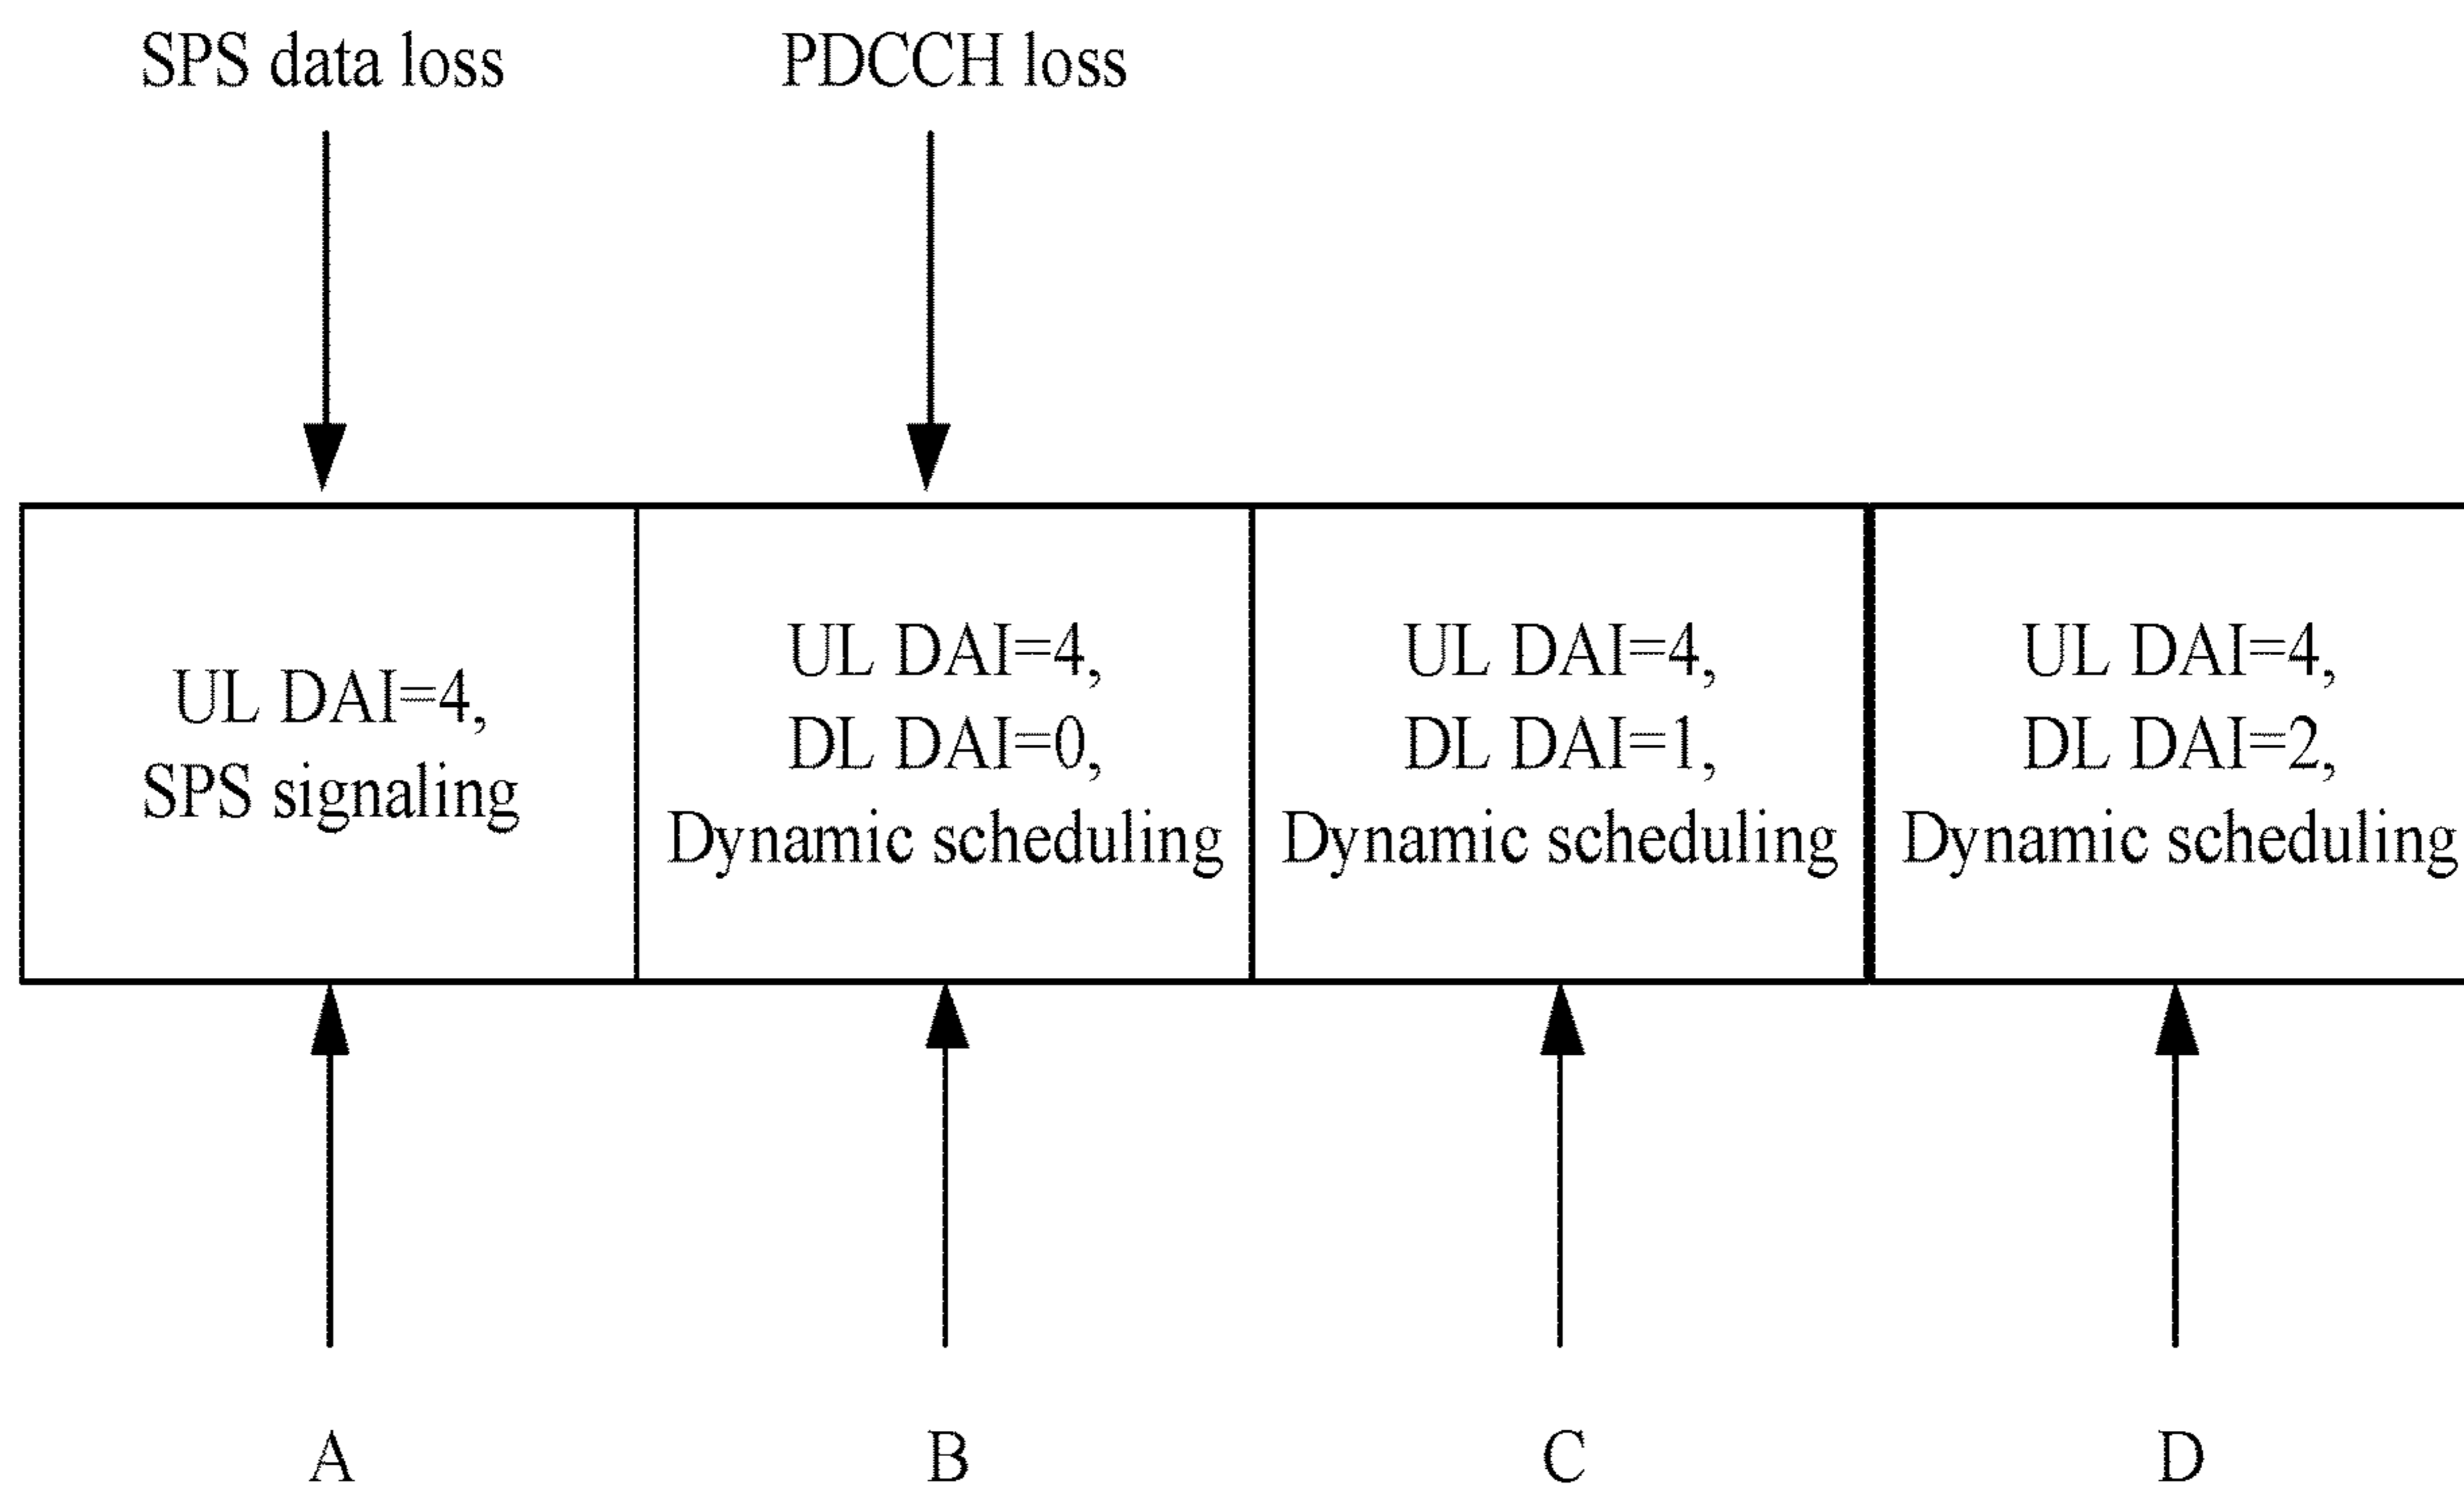 SPS data loss
PDCCH loss
UL DAI=4,
SPS signaling
UL DAI=4,
DL DAI=0,
Dynamic scheduling
UL DAI=4,
DL DAI=1,
Dynamic scheduling
UL DAI=4,
DL DAI=2,
Dynamic scheduling
A
B
C
D